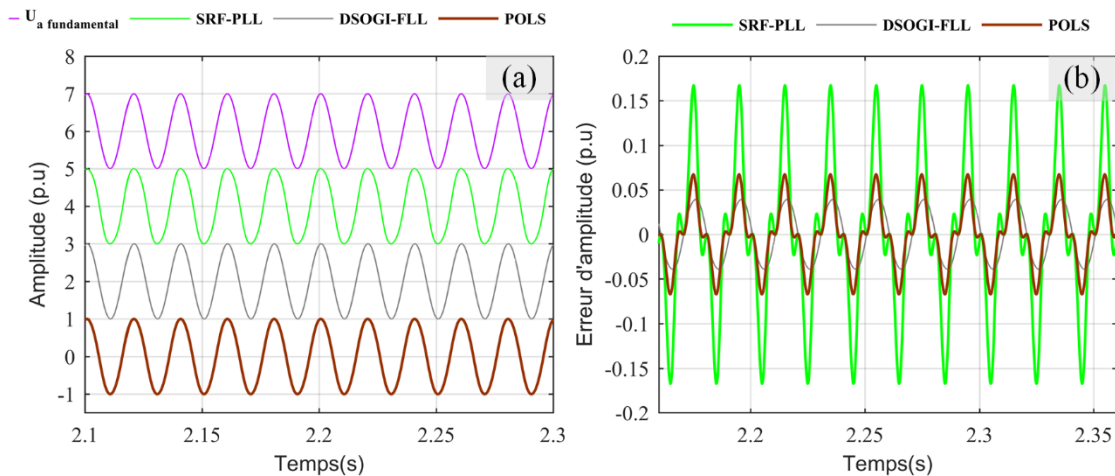 U a fundamental SRF-PLL DSOGI-FLL POLS
(a)
Amplitude (p.u)
8
7
6
5
4
3
2
1
0
-1
2.1 2.15 2.2 2.25 2.3
Temps(s)
SRF-PLL DSOGI-FLL POLS
(b)
Erreur d'amplitude (p.u)
0.2
0.15
0.1
0.05
0
-0.05
-0.1
-0.15
-0.2
2.2 2.25 2.3 2.35
Temps(s)